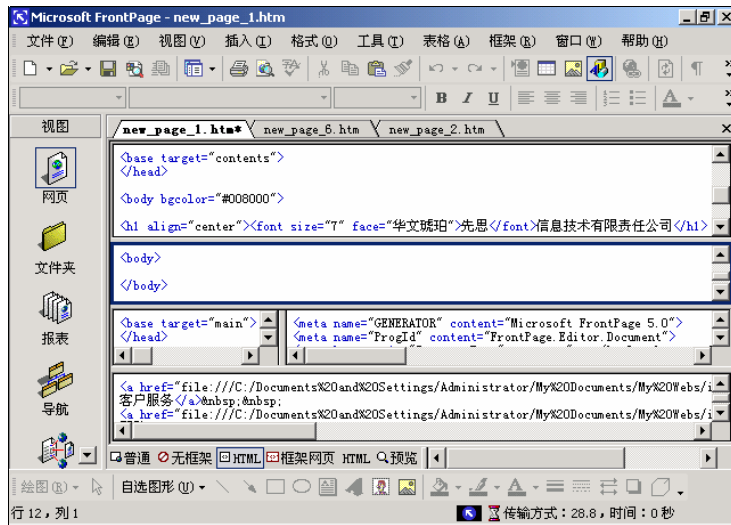 Microsoft FrontPage - new_page_1.htm
文件(F) 编辑(E) 视图(V) 插入(I) 格式(O) 工具(T) 表格(A) 框架(R) 窗口(W) 帮助(H)
B I U A
视图
new_page_1.htm* new_page_6.htm new_page_2.htm
网页
文件夹
报表
导航
<base target="contents">
</head>
<body bgcolor="#008000">
<h1 align="center"><font size="7" face="华文琥珀">先思</font>信息技术有限责任公司</h1>
<body>
</body>
<base target="main">
</head>
<meta name="GENERATOR" content="Microsoft FrontPage 5.0">
<meta name="ProgId" content="FrontPage.Editor.Document">
<a href="file:///C:/Documents%20and%20Settings/Administrator/My%20Documents/My%20Webs/i
客户服务</a>&nbsp;&nbsp;
<a href="file:///C:/Documents%20and%20Settings/Administrator/My%20Documents/My%20Webs/i
普通 无框架 HTML 框架网页 HTML 预览
绘图(R) 自选图形(U)
行 12，列 1 传输方式：28.8，时间：0 秒